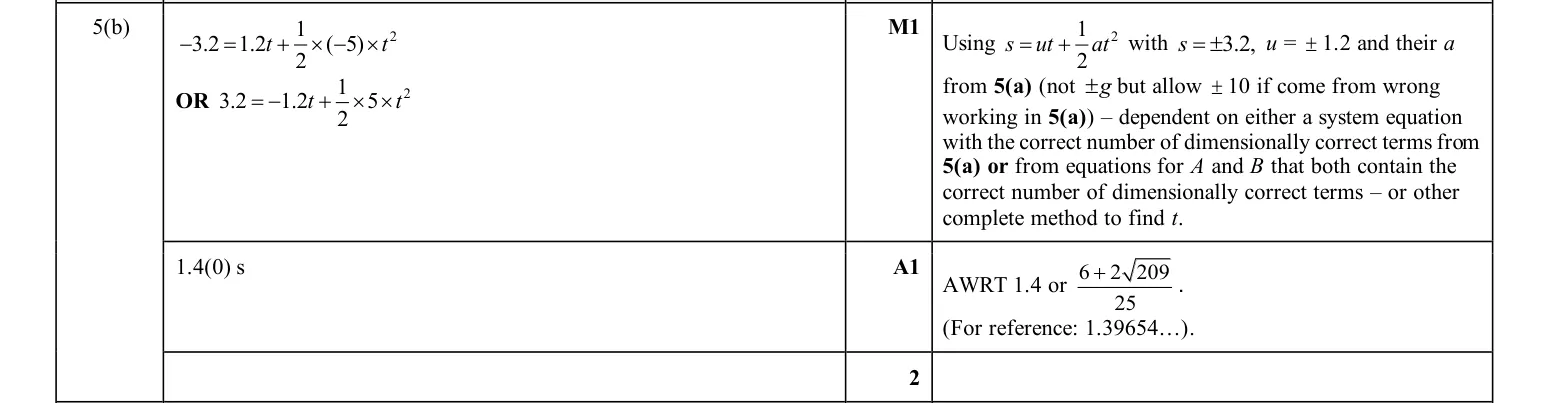 5(b)
−3.2 = 1.2t + 1/2 × (−5) × t²
OR 3.2 = −1.2t + 1/2 × 5 × t²
M1
Using s = ut + 1/2 at² with s = ±3.2, u = ± 1.2 and their a
from 5(a) (not ±g but allow ± 10 if come from wrong
working in 5(a)) – dependent on either a system equation
with the correct number of dimensionally correct terms from
5(a) or from equations for A and B that both contain the
correct number of dimensionally correct terms – or other
complete method to find t.
1.4(0) s
A1
AWRT 1.4 or (6 + 2√209)/25 .
(For reference: 1.39654…).
2